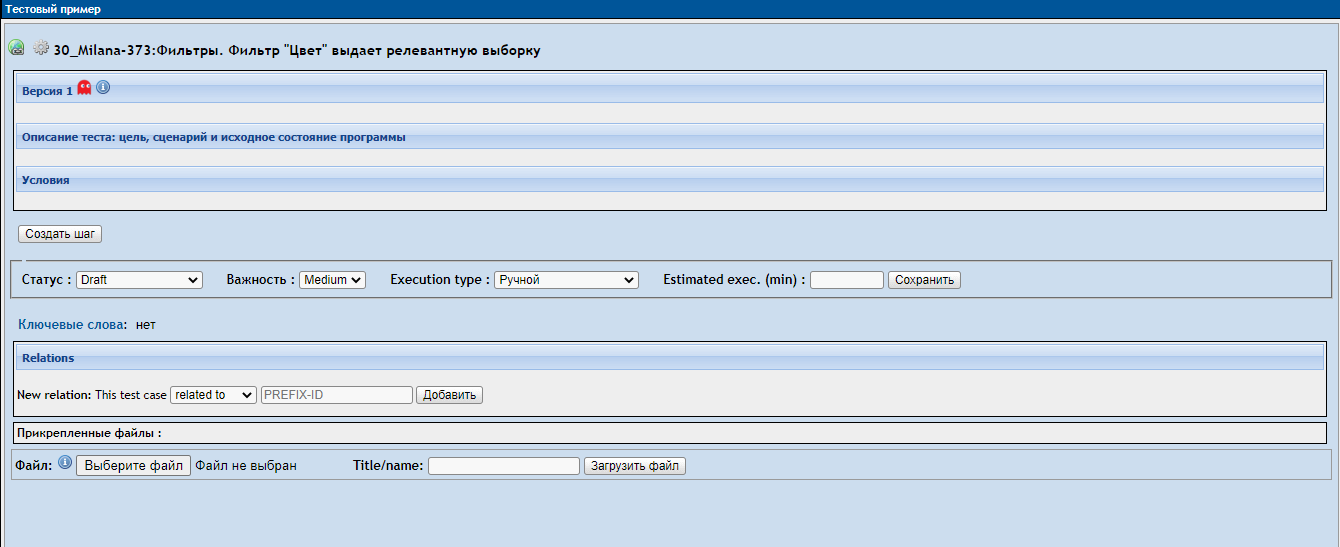 Тестовый пример
30_Milana-373:Фильтры. Фильтр "Цвет" выдает релевантную выборку
Версия 1
Описание теста: цель, сценарий и исходное состояние программы
Условия
Создать шаг
Статус : Draft Важность : Medium Execution type : Ручной Estimated exec. (min) : Сохранить
Ключевые слова: нет
Relations
New relation: This test case related to PREFIX-ID Добавить
Прикрепленные файлы :
Файл: Выберите файл Файл не выбран Title/name: Загрузить файл